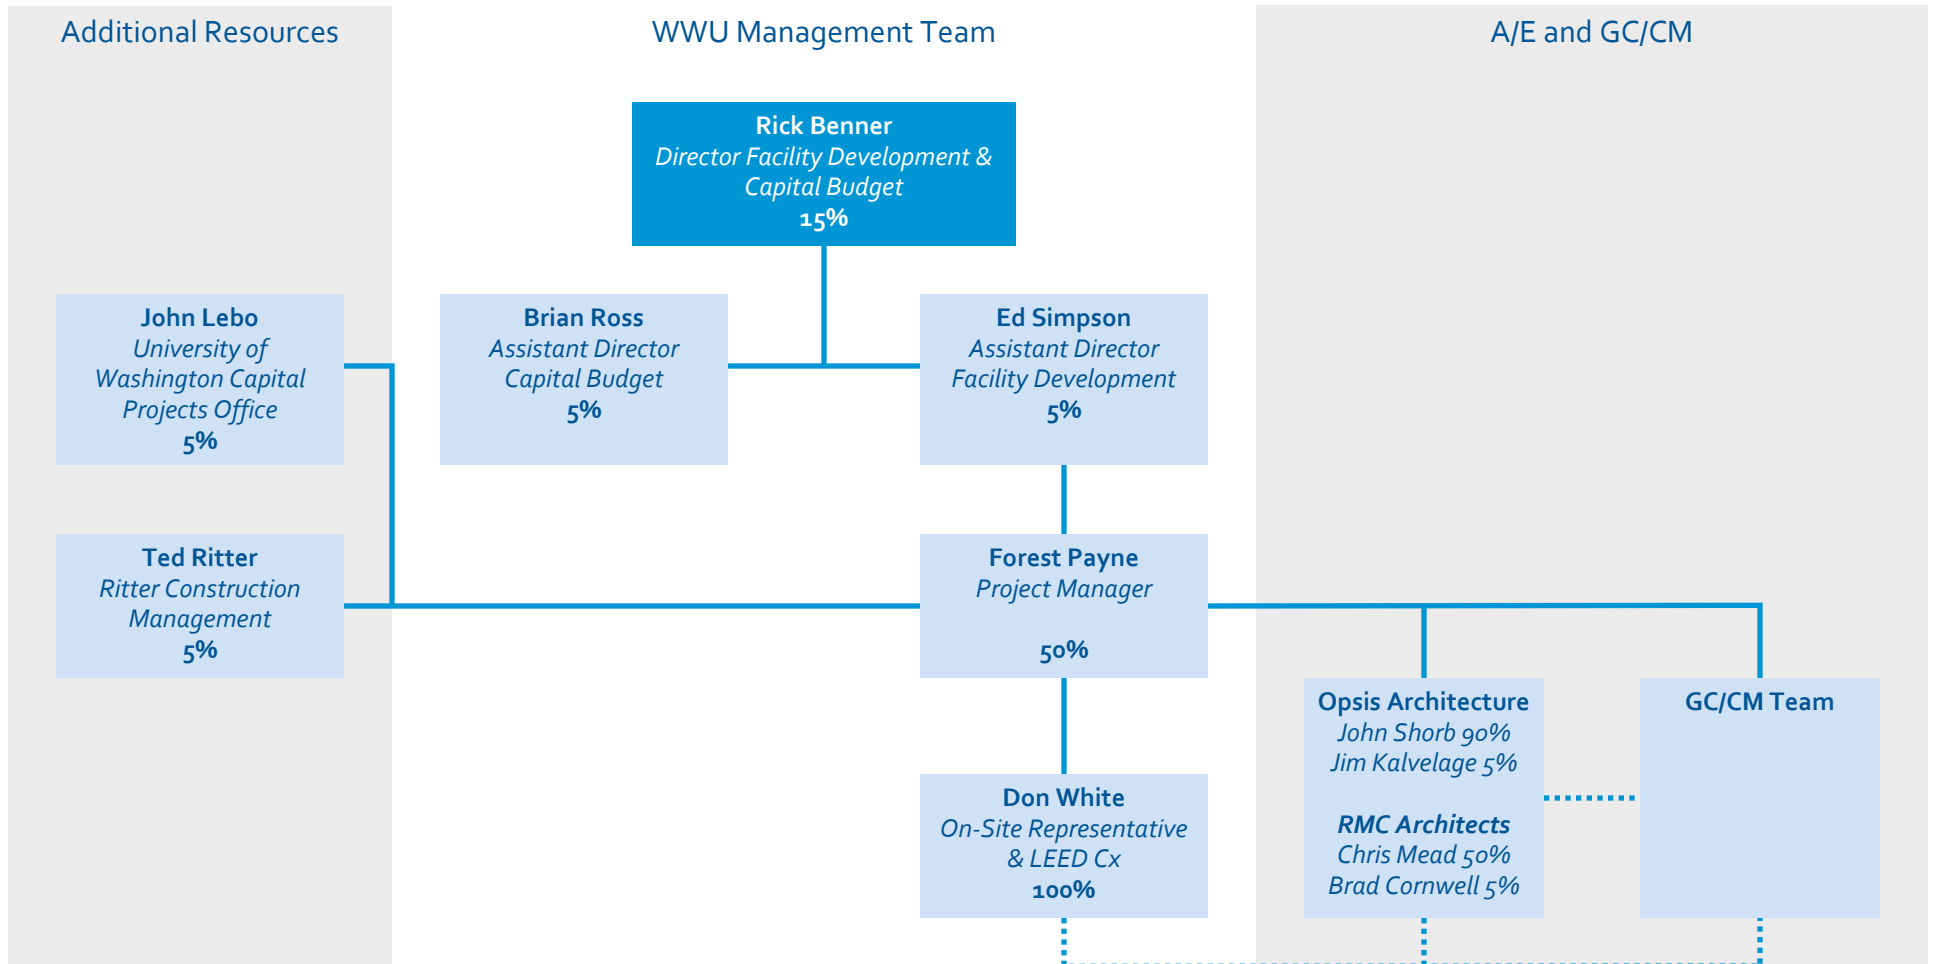 Additional Resources
WWU Management Team
A/E and GC/CM
Rick Benner
Director Facility Development &
Capital Budget
15%
John Lebo
University of
Washington Capital
Projects Office
5%
Brian Ross
Assistant Director
Capital Budget
5%
Ed Simpson
Assistant Director
Facility Development
5%
Ted Ritter
Ritter Construction
Management
5%
Forest Payne
Project Manager
50%
Don White
On-Site Representative
& LEED Cx
100%
Opsis Architecture
John Shorb 90%
Jim Kalvelage 5%
RMC Architects
Chris Mead 50%
Brad Cornwell 5%
GC/CM Team